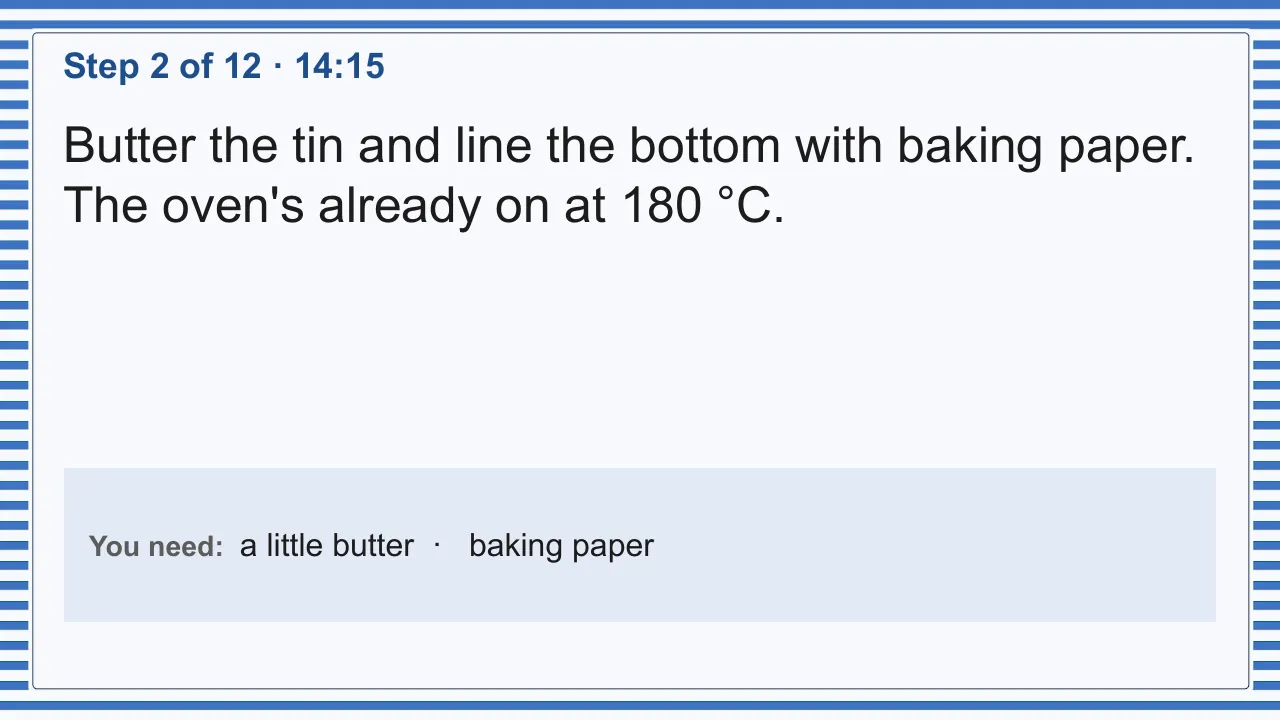 Step 2 of 12 · 14:15
Butter the tin and line the bottom with baking paper.
The oven's already on at 180 °C.
You need: a little butter · baking paper